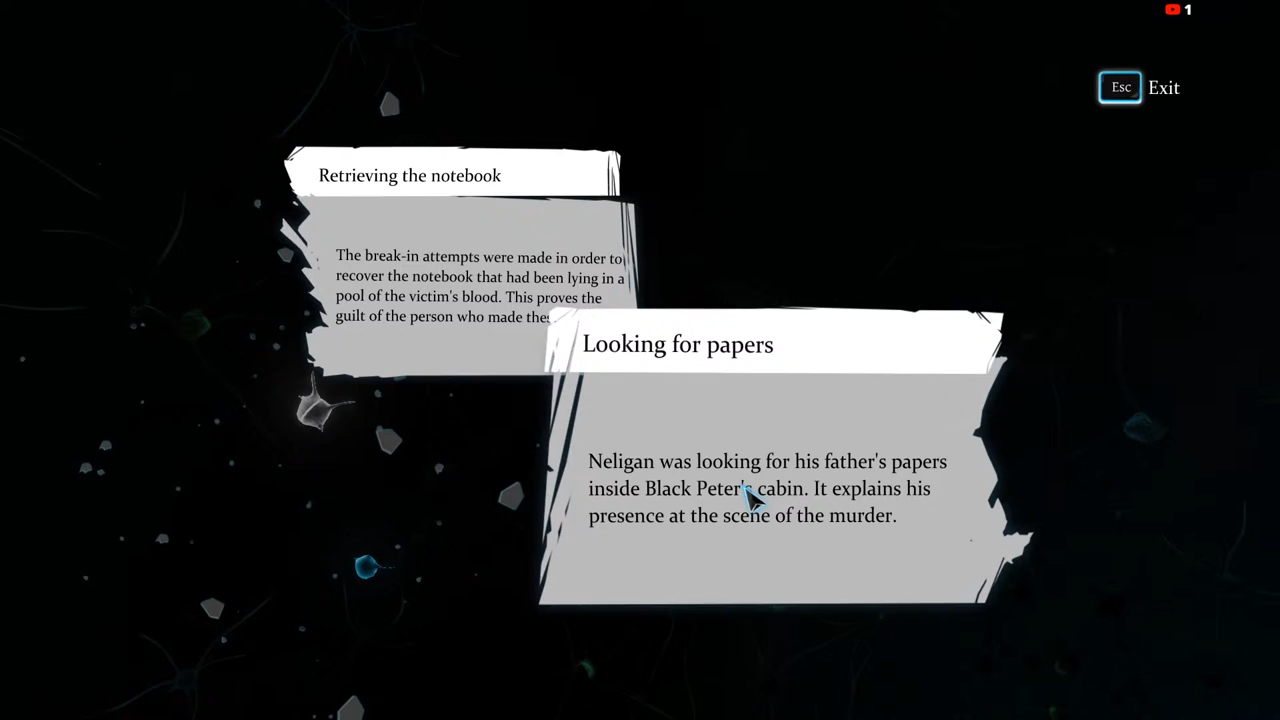 1
Esc Exit
Retrieving the notebook
The break-in attempts were made in order to
recover the notebook that had been lying in a
pool of the victim's blood. This proves the
guilt of the person who made
Looking for papers
Neligan was looking for his father's papers
inside Black Peter's cabin. It explains his
presence at the scene of the murder.